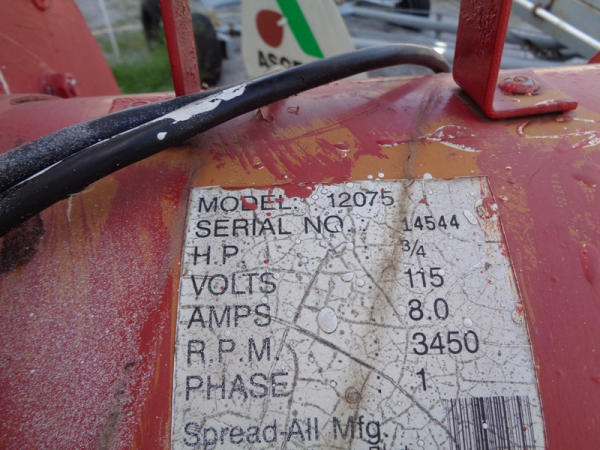 MODEL: 12075
SERIAL NO. 14544
H.P. 3/4
VOLTS 115
AMPS 8.0
R.P.M. 3450
PHASE 1
Spread-All Mfg.